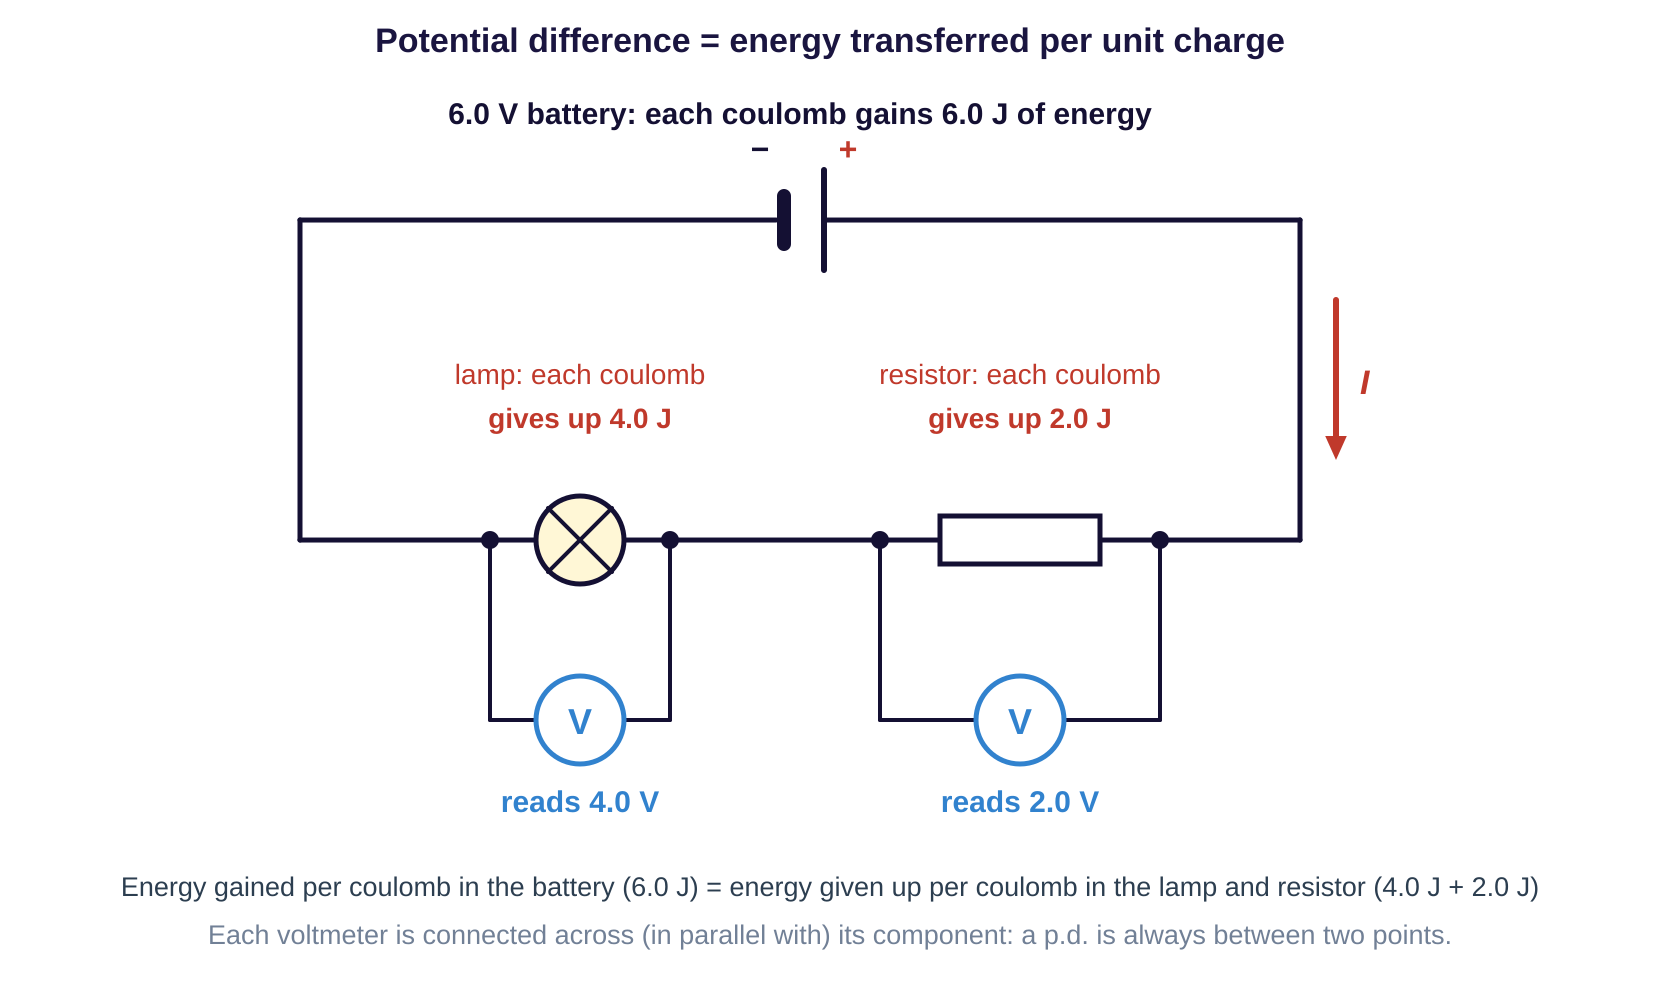 Potential difference = energy transferred per unit charge
6.0 V battery: each coulomb gains 6.0 J of energy
− +
lamp: each coulomb
gives up 4.0 J
resistor: each coulomb
gives up 2.0 J
I
V
V
reads 4.0 V
reads 2.0 V
Energy gained per coulomb in the battery (6.0 J) = energy given up per coulomb in the lamp and resistor (4.0 J + 2.0 J)
Each voltmeter is connected across (in parallel with) its component: a p.d. is always between two points.